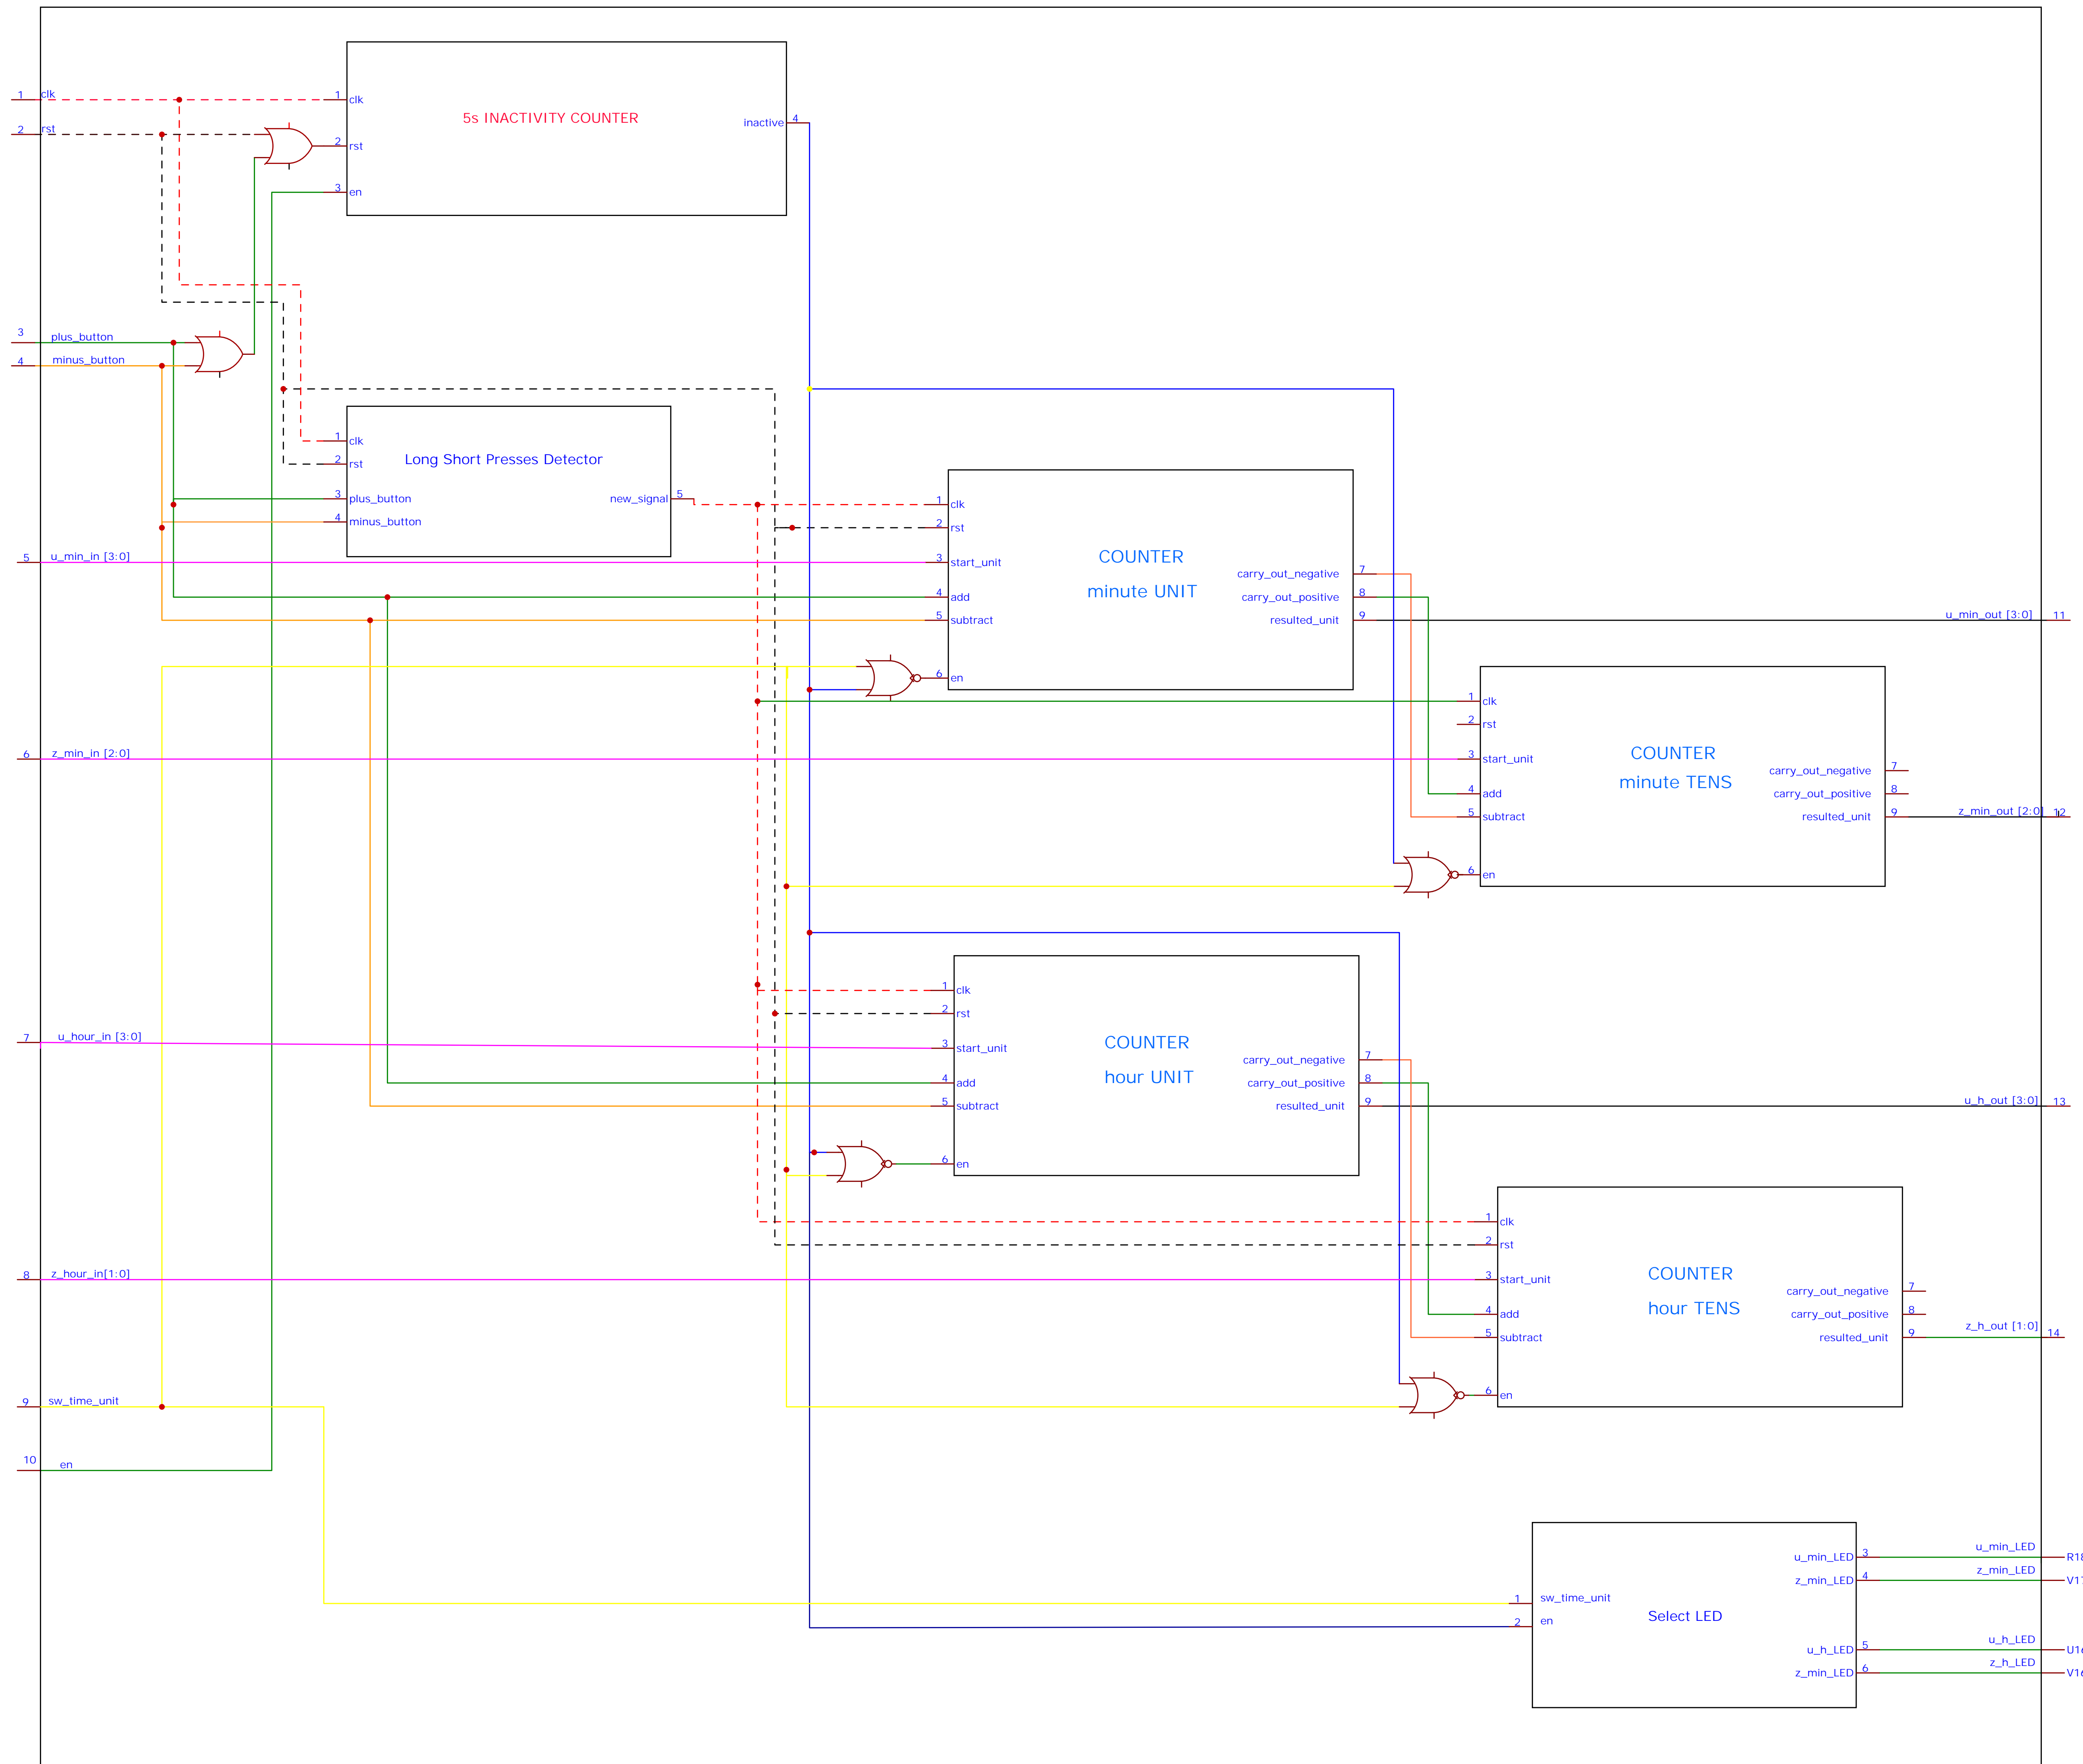 1 clk
2 rst
1 clk
5s INACTIVITY COUNTER
inactive 4
2 rst
3 en
3 plus_button
4 minus_button
1 clk
2 rst
Long Short Presses Detector
3 plus_button
new_signal 5
4 minus_button
1 clk
2 rst
5 u_min_in [3:0]
3 start_unit
COUNTER
minute UNIT
carry_out_negative 7
4 add
carry_out_positive 8
5 subtract
resulted_unit 9
u_min_out [3:0] 11
6 en
1 clk
2 rst
6 z_min_in [2:0]
3 start_unit
COUNTER
minute TENS
carry_out_negative 7
4 add
carry_out_positive 8
5 subtract
resulted_unit 9
z_min_out [2:0] 12
6 en
1 clk
2 rst
7 u_hour_in [3:0]
3 start_unit
COUNTER
hour UNIT
carry_out_negative 7
4 add
carry_out_positive 8
5 subtract
resulted_unit 9
u_h_out [3:0] 13
6 en
1 clk
2 rst
8 z_hour_in[1:0]
3 start_unit
COUNTER
hour TENS
carry_out_negative 7
4 add
carry_out_positive 8
5 subtract
resulted_unit 9
z_h_out [1:0] 14
6 en
9 sw_time_unit
10 en
1 sw_time_unit
2 en
Select LED
u_min_LED 3
u_min_LED
z_min_LED 4
z_min_LED
u_h_LED 5
u_h_LED
z_min_LED 6
z_h_LED